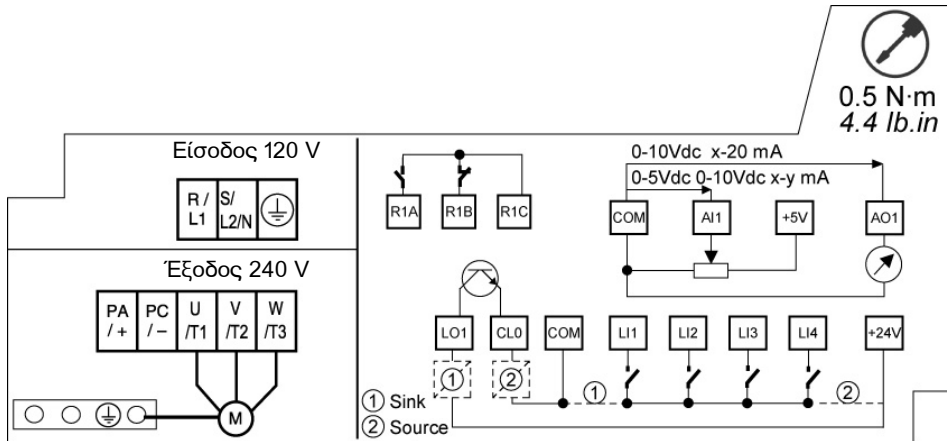 0.5 N·m
4.4 lb.in
Είσοδος 120 V
R / L1
S/ L2/N
Έξοδος 240 V
PA / +
PC / −
U /T1
V /T2
W /T3
M
R1A
R1B
R1C
0-10Vdc x-20 mA
0-5Vdc 0-10Vdc x-y mA
COM
AI1
+5V
AO1
LO1
CL0
COM
LI1
LI2
LI3
LI4
+24V
1
2
1
2
① Sink
② Source